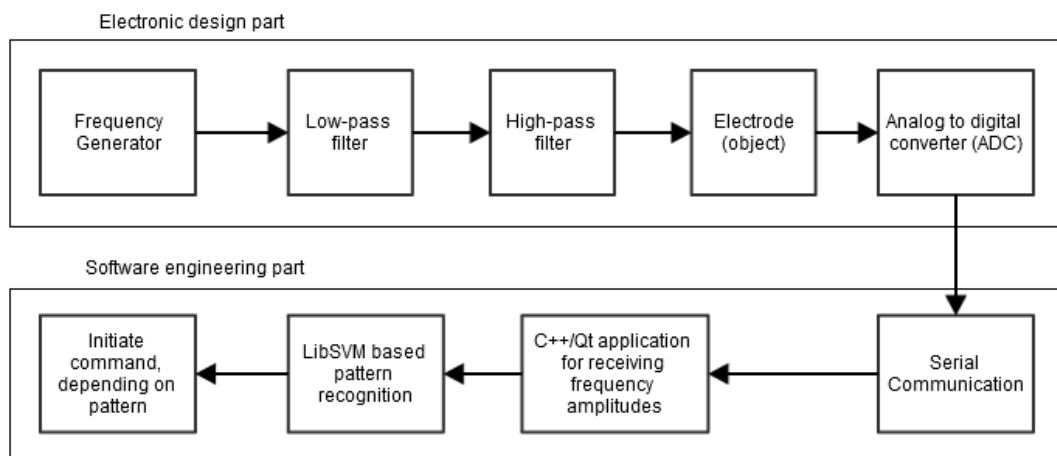 Electronic design part
Frequency
Generator
Low-pass
filter
High-pass
filter
Electrode
(object)
Analog to digital
converter (ADC)
Software engineering part
Initiate
command,
depending on
pattern
LibSVM based
pattern
recognition
C++/Qt application
for receiving
frequency
amplitudes
Serial
Communication